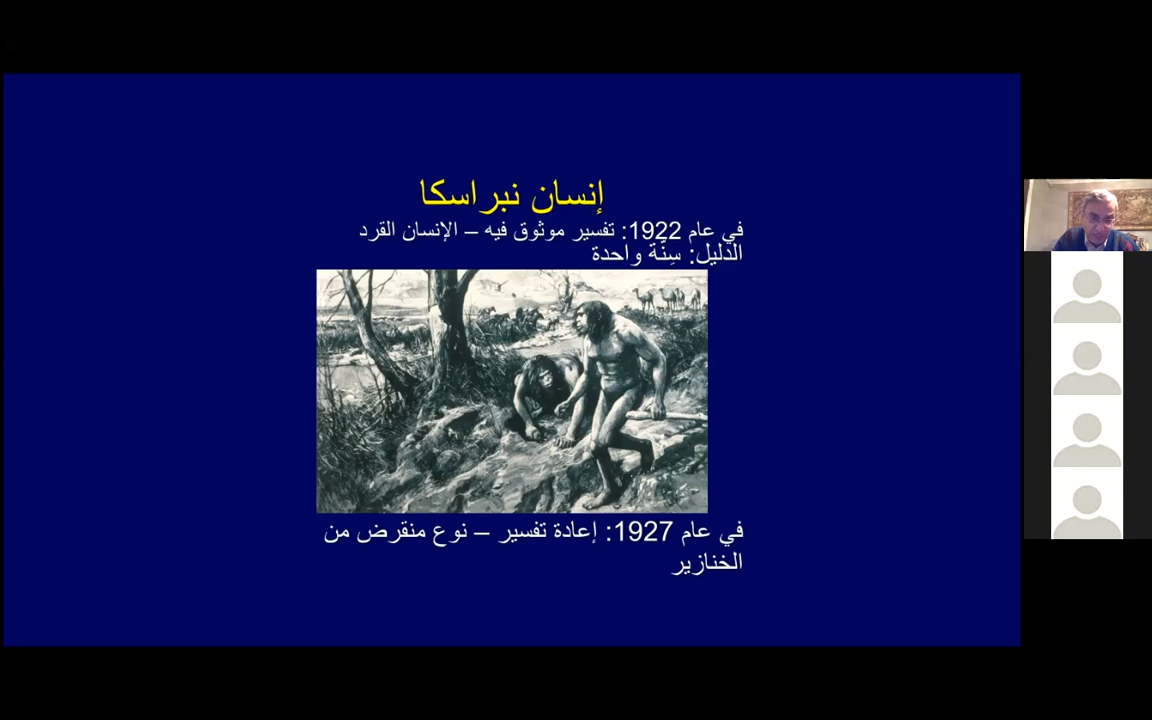 إنسان نبراسكا
في عام 1922: تفسير موثوق فيه – الإنسان القرد
الدليل: سِنَّة واحدة
في عام 1927: إعادة تفسير – نوع منقرض من
الخنازير